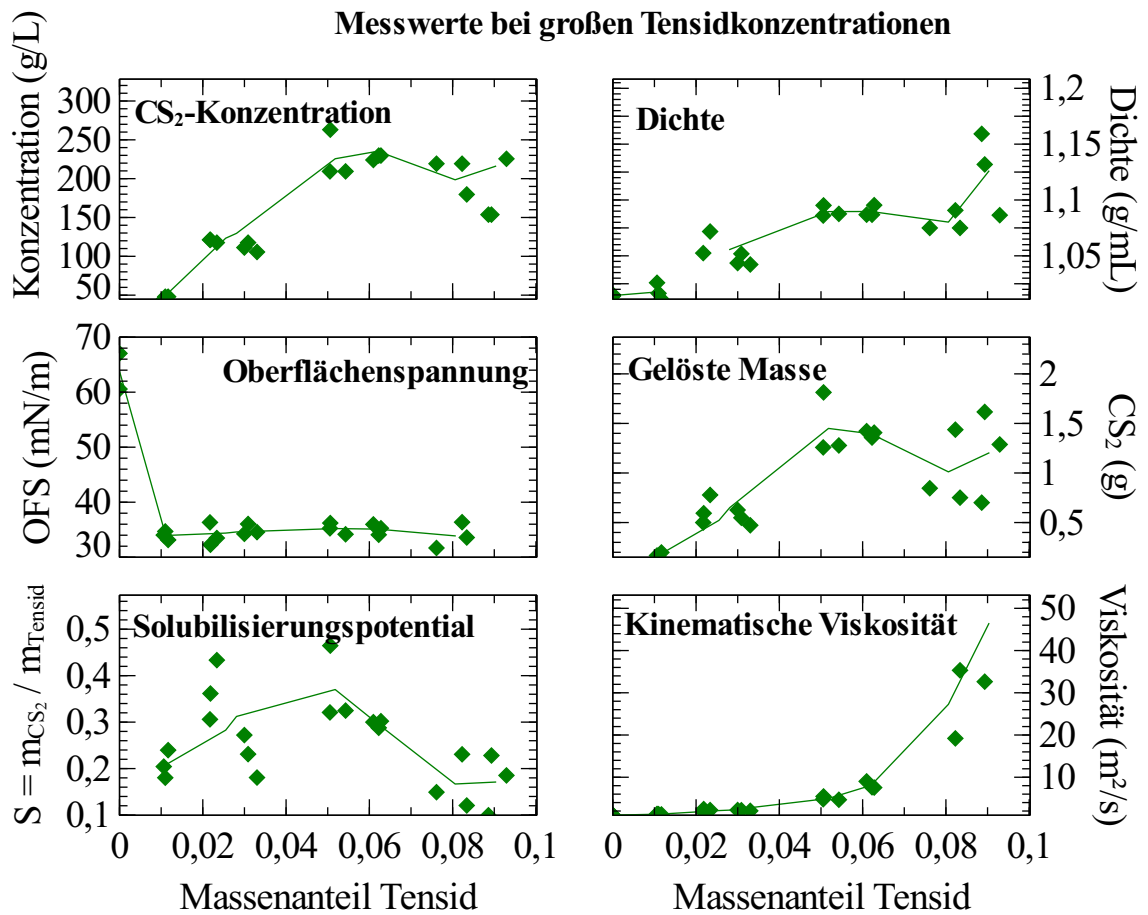 Messwerte bei großen Tensidkonzentrationen
Konzentration (g/L)
300
250
200
150
100
50
CS₂-Konzentration
Dichte
1,2
1,15
1,1
1,05
Dichte (g/mL)
OFS (mN/m)
70
60
50
40
30
Oberflächenspannung
Gelöste Masse
2
1,5
1
0,5
CS₂ (g)
S = m_CS₂ / m_Tensid
0,5
0,4
0,3
0,2
0,1
Solubilisierungspotential
Kinematische Viskosität
50
40
30
20
10
Viskosität (m²/s)
0 0,02 0,04 0,06 0,08 0,1
0 0,02 0,04 0,06 0,08 0,1
Massenanteil Tensid
Massenanteil Tensid